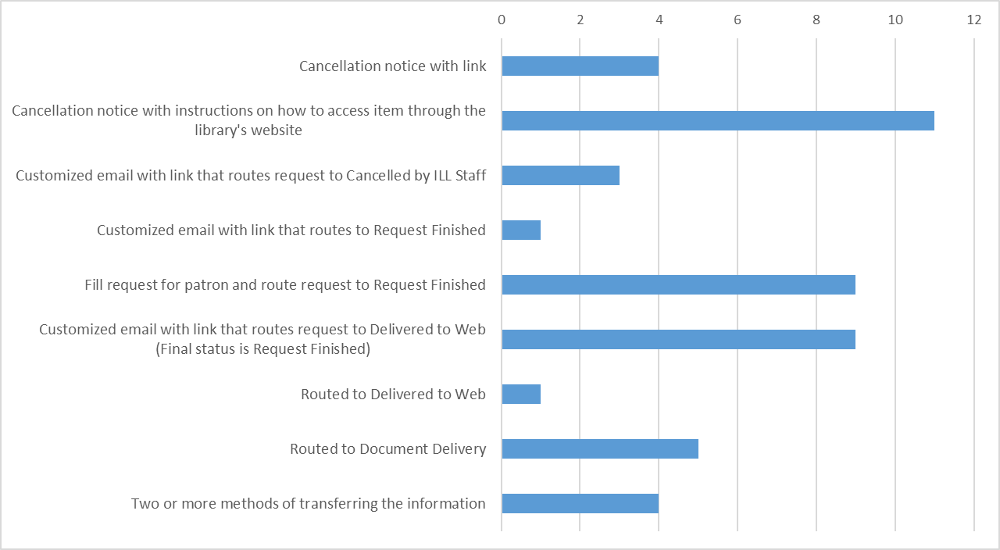 0 2 4 6 8 10 12
Cancellation notice with link
Cancellation notice with instructions on how to access item through the
library's website
Customized email with link that routes request to Cancelled by ILL Staff
Customized email with link that routes to Request Finished
Fill request for patron and route request to Request Finished
Customized email with link that routes request to Delivered to Web
(Final status is Request Finished)
Routed to Delivered to Web
Routed to Document Delivery
Two or more methods of transferring the information